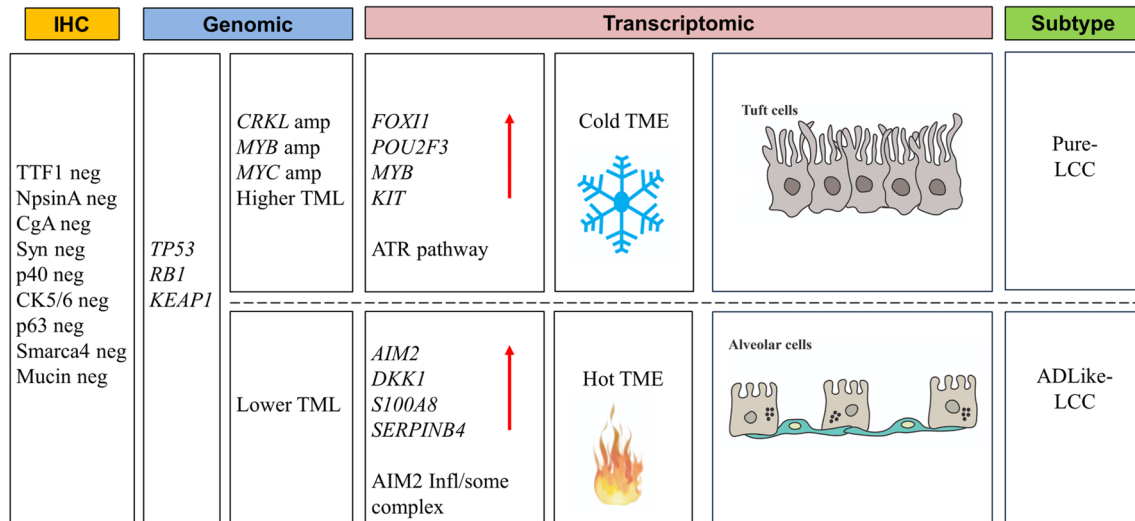 IHC
Genomic
Transcriptomic
Subtype
TTF1 neg
NpsinA neg
CgA neg
Syn neg
p40 neg
CK5/6 neg
p63 neg
Smarca4 neg
Mucin neg
TP53
RB1
KEAP1
CRKL amp
MYB amp
MYC amp
Higher TML
FOXI1
POU2F3
MYB
KIT
ATR pathway
Cold TME
Tuft cells
Pure-
LCC
Lower TML
AIM2
DKK1
S100A8
SERPINB4
AIM2 Infl/some
complex
Hot TME
Alveolar cells
ADLike-
LCC